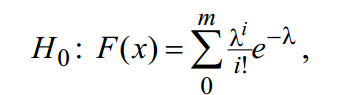 H₀: F(x) = ∑₀ᵐ λⁱ/i! e^{−λ} ,